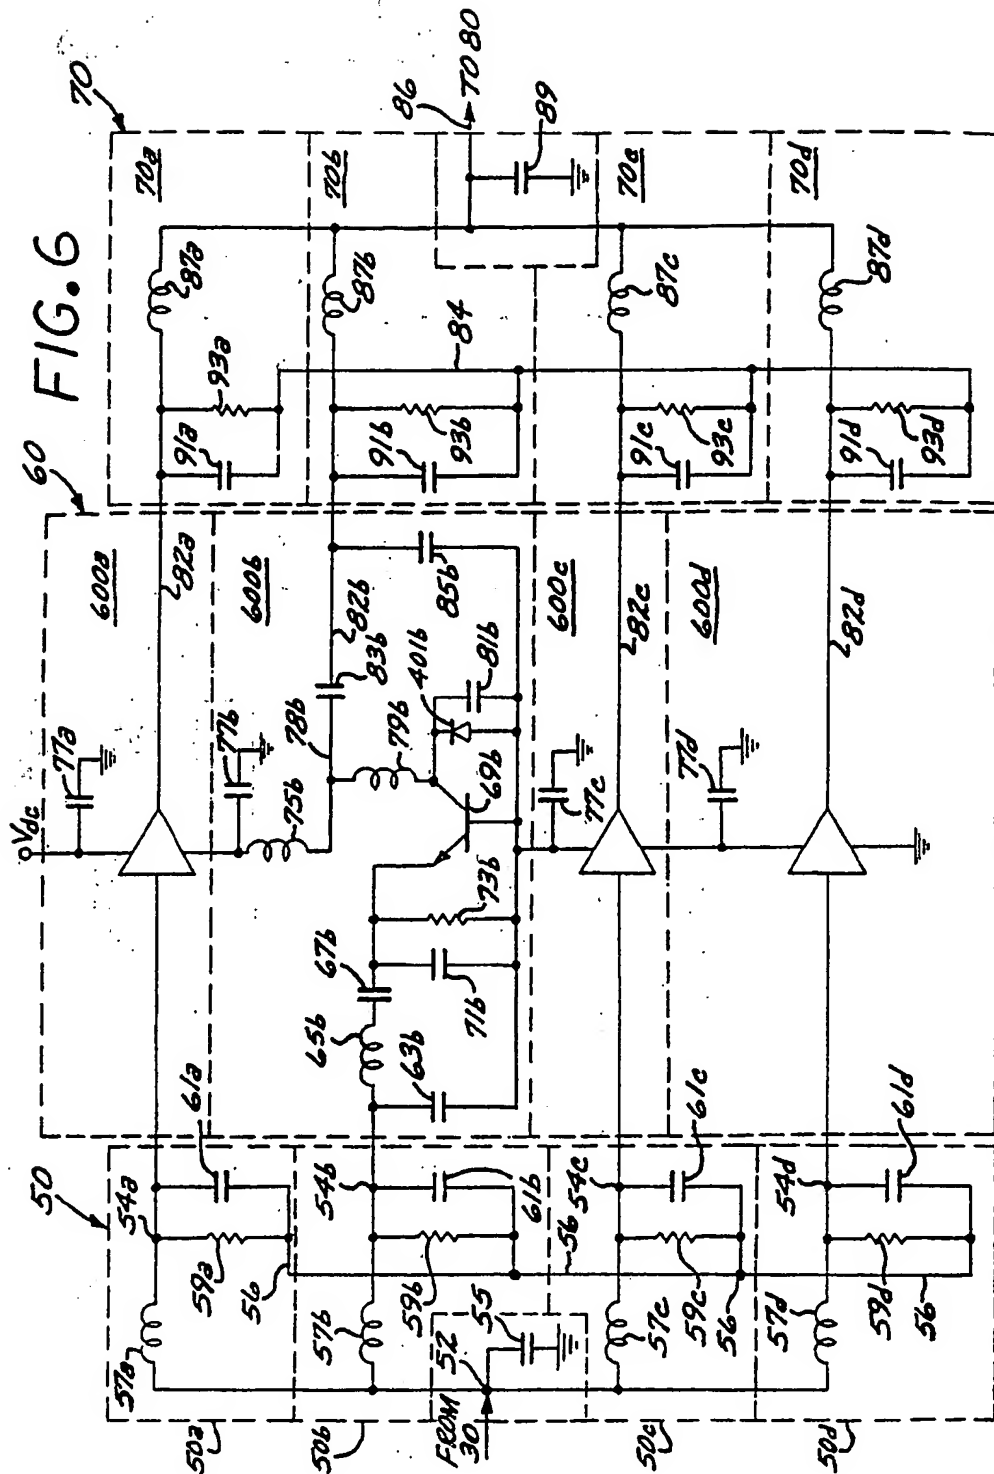 FIG. 6
50
60
70
600a
600b
600c
600d
70a
70b
70c
70d
Vdc
77a
77b
77c
77d
82a
82b
82c
82d
91a
93a
87a
91b
93b
87b
84
91c
93c
87c
91d
93d
87d
86
TO 80
89
75b
78b
83b
79b
401b
81b
85b
69b
73b
71b
67b
65b
63b
61a
61b
61c
61d
54a
54b
54c
54d
57a
57b
57c
57d
59a
59b
59c
59d
56
56
56
56
55
52
FROM
30
50a
50b
50c
50d